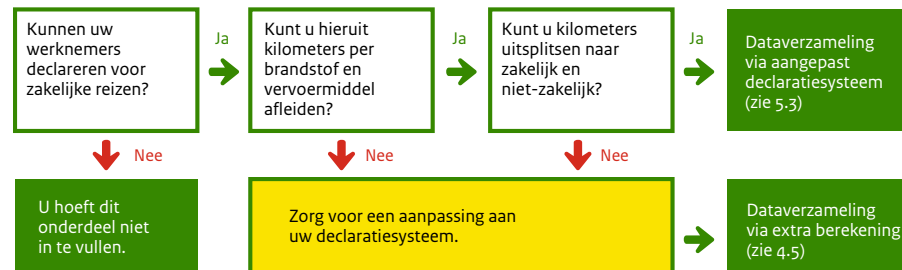 Kunnen uw
werknemers
declareren voor
zakelijke reizen?
Ja
Kunt u hieruit
kilometers per
brandstof en
vervoermiddel
afleiden?
Ja
Kunt u kilometers
uitsplitsen naar
zakelijk en
niet-zakelijk?
Ja
Dataverzameling
via aangepast
declaratiesysteem
(zie 5.3)
Nee
Nee
Nee
U hoeft dit
onderdeel niet
in te vullen.
Zorg voor een aanpassing aan
uw declaratiesysteem.
Dataverzameling
via extra berekening
(zie 4.5)